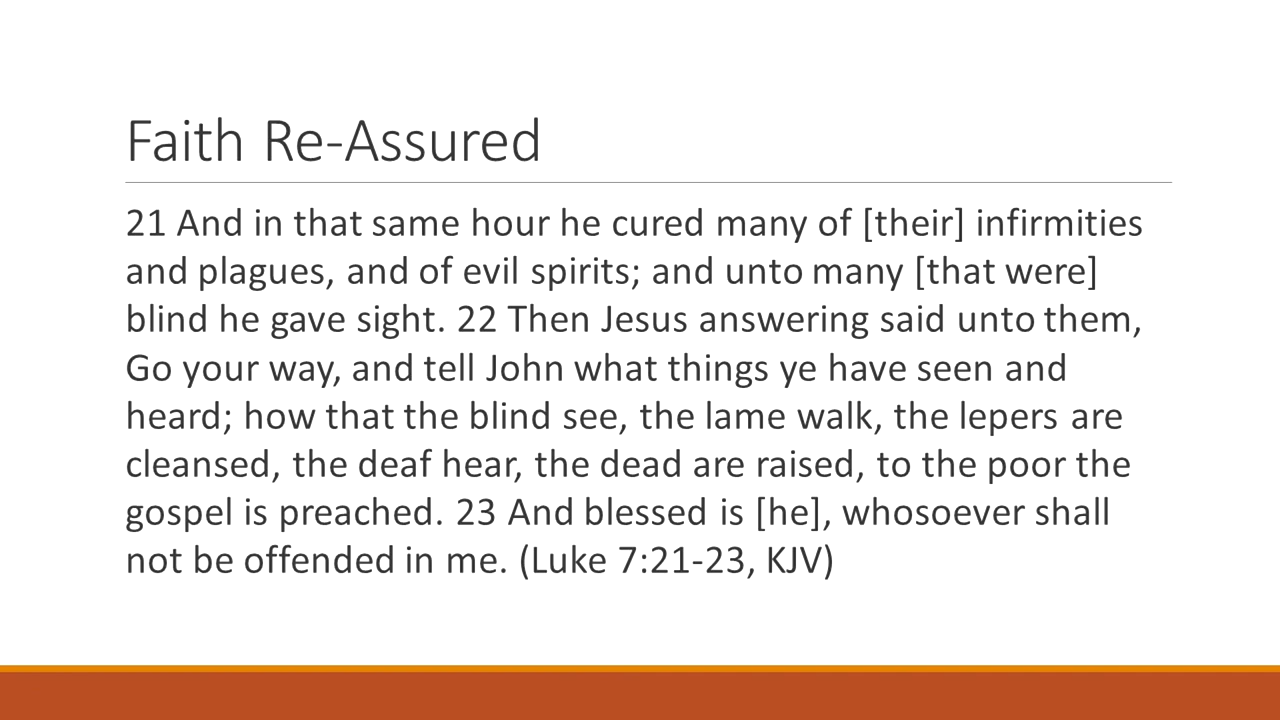 Faith Re-Assured
21 And in that same hour he cured many of [their] infirmities
and plagues, and of evil spirits; and unto many [that were]
blind he gave sight. 22 Then Jesus answering said unto them,
Go your way, and tell John what things ye have seen and
heard; how that the blind see, the lame walk, the lepers are
cleansed, the deaf hear, the dead are raised, to the poor the
gospel is preached. 23 And blessed is [he], whosoever shall
not be offended in me. (Luke 7:21-23, KJV)